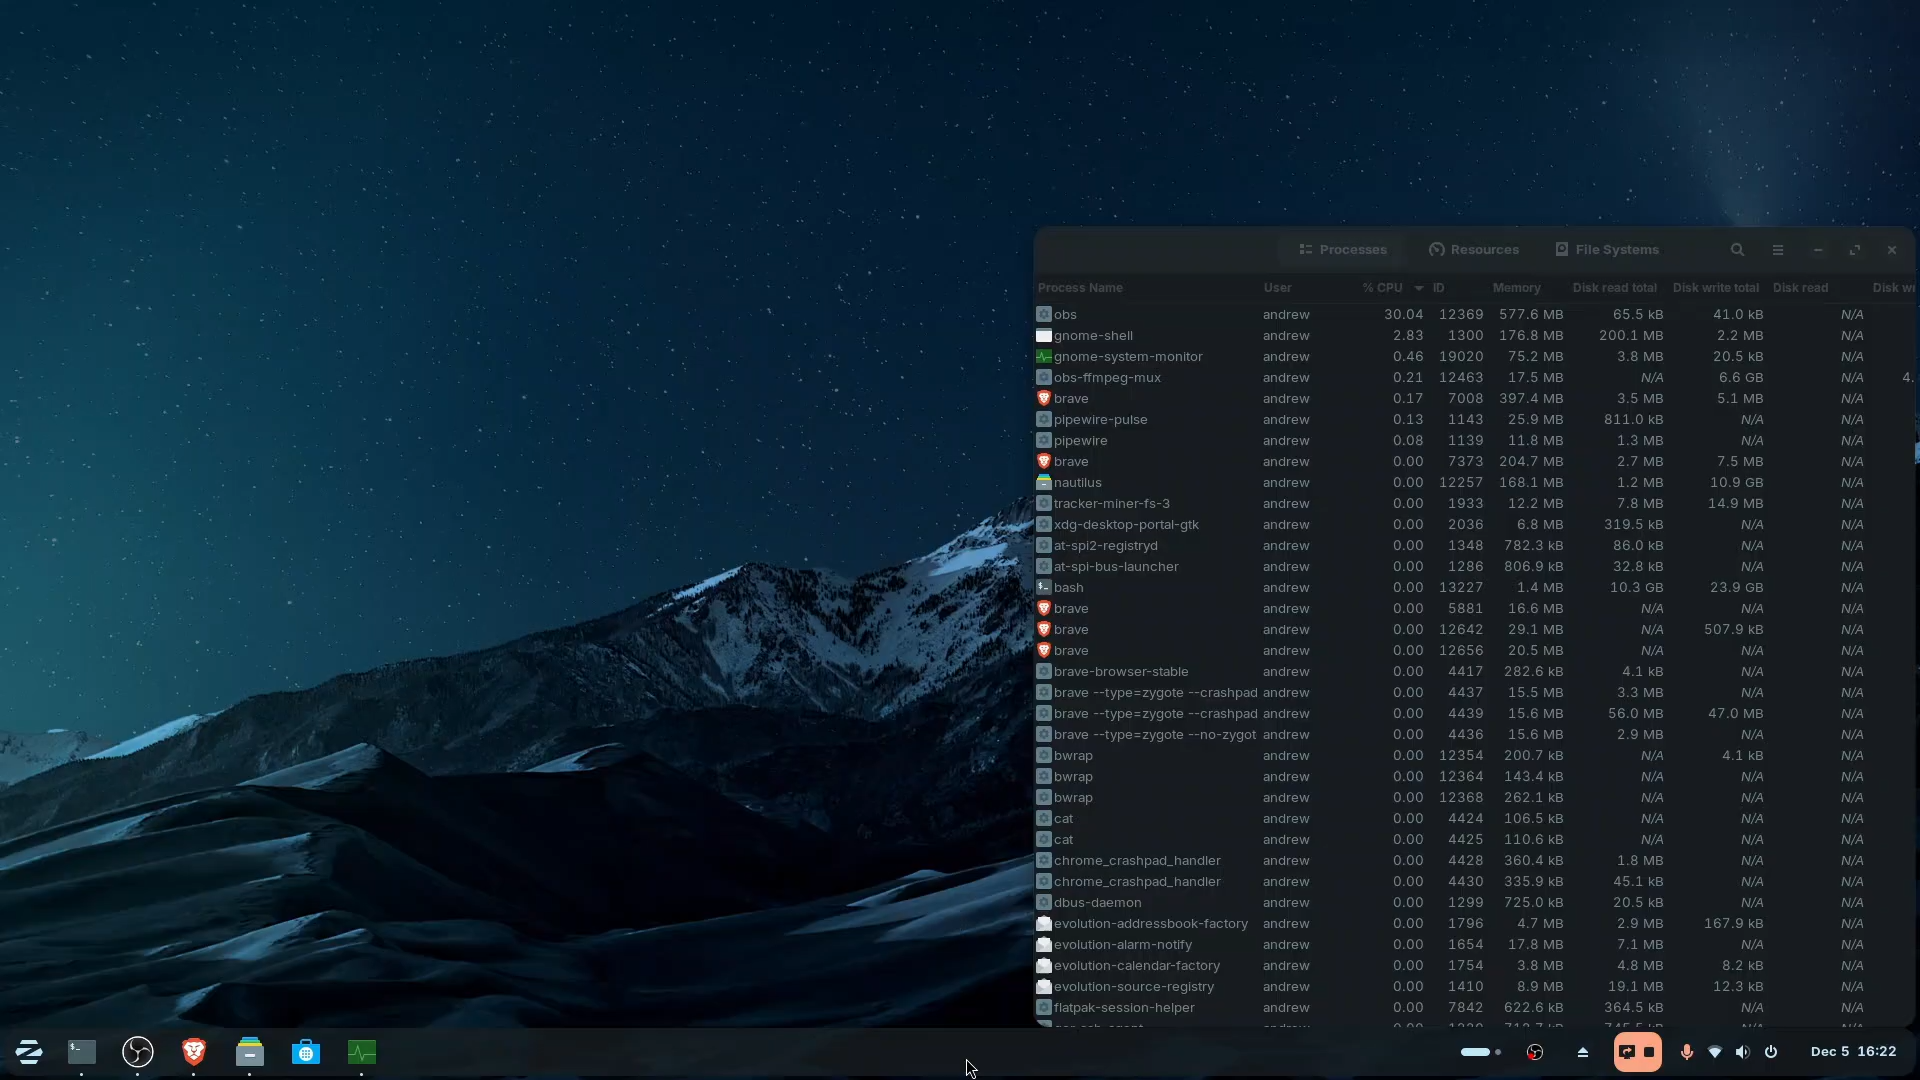 Processes Resources File Systems
Process Name User % CPU ID Memory Disk read total Disk write total Disk read Disk wr
obs andrew 30.04 12369 577.6 MB 65.5 kB 41.0 kB N/A
gnome-shell andrew 2.83 1300 176.8 MB 200.1 MB 2.2 MB N/A
gnome-system-monitor andrew 0.46 19020 75.2 MB 3.8 MB 20.5 kB N/A
obs-ffmpeg-mux andrew 0.21 12463 17.5 MB N/A 6.6 GB N/A 4.
brave andrew 0.17 7008 397.4 MB 3.5 MB 5.1 MB N/A
pipewire-pulse andrew 0.13 1143 25.9 MB 811.0 kB N/A N/A
pipewire andrew 0.08 1139 11.8 MB 1.3 MB N/A N/A
brave andrew 0.00 7373 204.7 MB 2.7 MB 7.5 MB N/A
nautilus andrew 0.00 12257 168.1 MB 1.2 MB 10.9 GB N/A
tracker-miner-fs-3 andrew 0.00 1933 12.2 MB 7.8 MB 14.9 MB N/A
xdg-desktop-portal-gtk andrew 0.00 2036 6.8 MB 319.5 kB N/A N/A
at-spi2-registryd andrew 0.00 1348 782.3 kB 86.0 kB N/A N/A
at-spi-bus-launcher andrew 0.00 1286 806.9 kB 32.8 kB N/A N/A
bash andrew 0.00 13227 1.4 MB 10.3 GB 23.9 GB N/A
brave andrew 0.00 5881 16.6 MB N/A N/A N/A
brave andrew 0.00 12642 29.1 MB N/A 507.9 kB N/A
brave andrew 0.00 12656 20.5 MB N/A N/A N/A
brave-browser-stable andrew 0.00 4417 282.6 kB 4.1 kB N/A N/A
brave --type=zygote --crashpad andrew 0.00 4437 15.5 MB 3.3 MB N/A N/A
brave --type=zygote --crashpad andrew 0.00 4439 15.6 MB 56.0 MB 47.0 MB N/A
brave --type=zygote --no-zygot andrew 0.00 4436 15.6 MB 2.9 MB N/A N/A
bwrap andrew 0.00 12354 200.7 kB N/A 4.1 kB N/A
bwrap andrew 0.00 12364 143.4 kB N/A N/A N/A
bwrap andrew 0.00 12368 262.1 kB N/A N/A N/A
cat andrew 0.00 4424 106.5 kB N/A N/A N/A
cat andrew 0.00 4425 110.6 kB N/A N/A N/A
chrome_crashpad_handler andrew 0.00 4428 360.4 kB 1.8 MB N/A N/A
chrome_crashpad_handler andrew 0.00 4430 335.9 kB 45.1 kB N/A N/A
dbus-daemon andrew 0.00 1299 725.0 kB 20.5 kB N/A N/A
evolution-addressbook-factory andrew 0.00 1796 4.7 MB 2.9 MB 167.9 kB N/A
evolution-alarm-notify andrew 0.00 1654 17.8 MB 7.1 MB N/A N/A
evolution-calendar-factory andrew 0.00 1754 3.8 MB 4.8 MB 8.2 kB N/A
evolution-source-registry andrew 0.00 1410 8.9 MB 19.1 MB 12.3 kB N/A
flatpak-session-helper andrew 0.00 7842 622.6 kB 364.5 kB N/A N/A
Dec 5 16:22